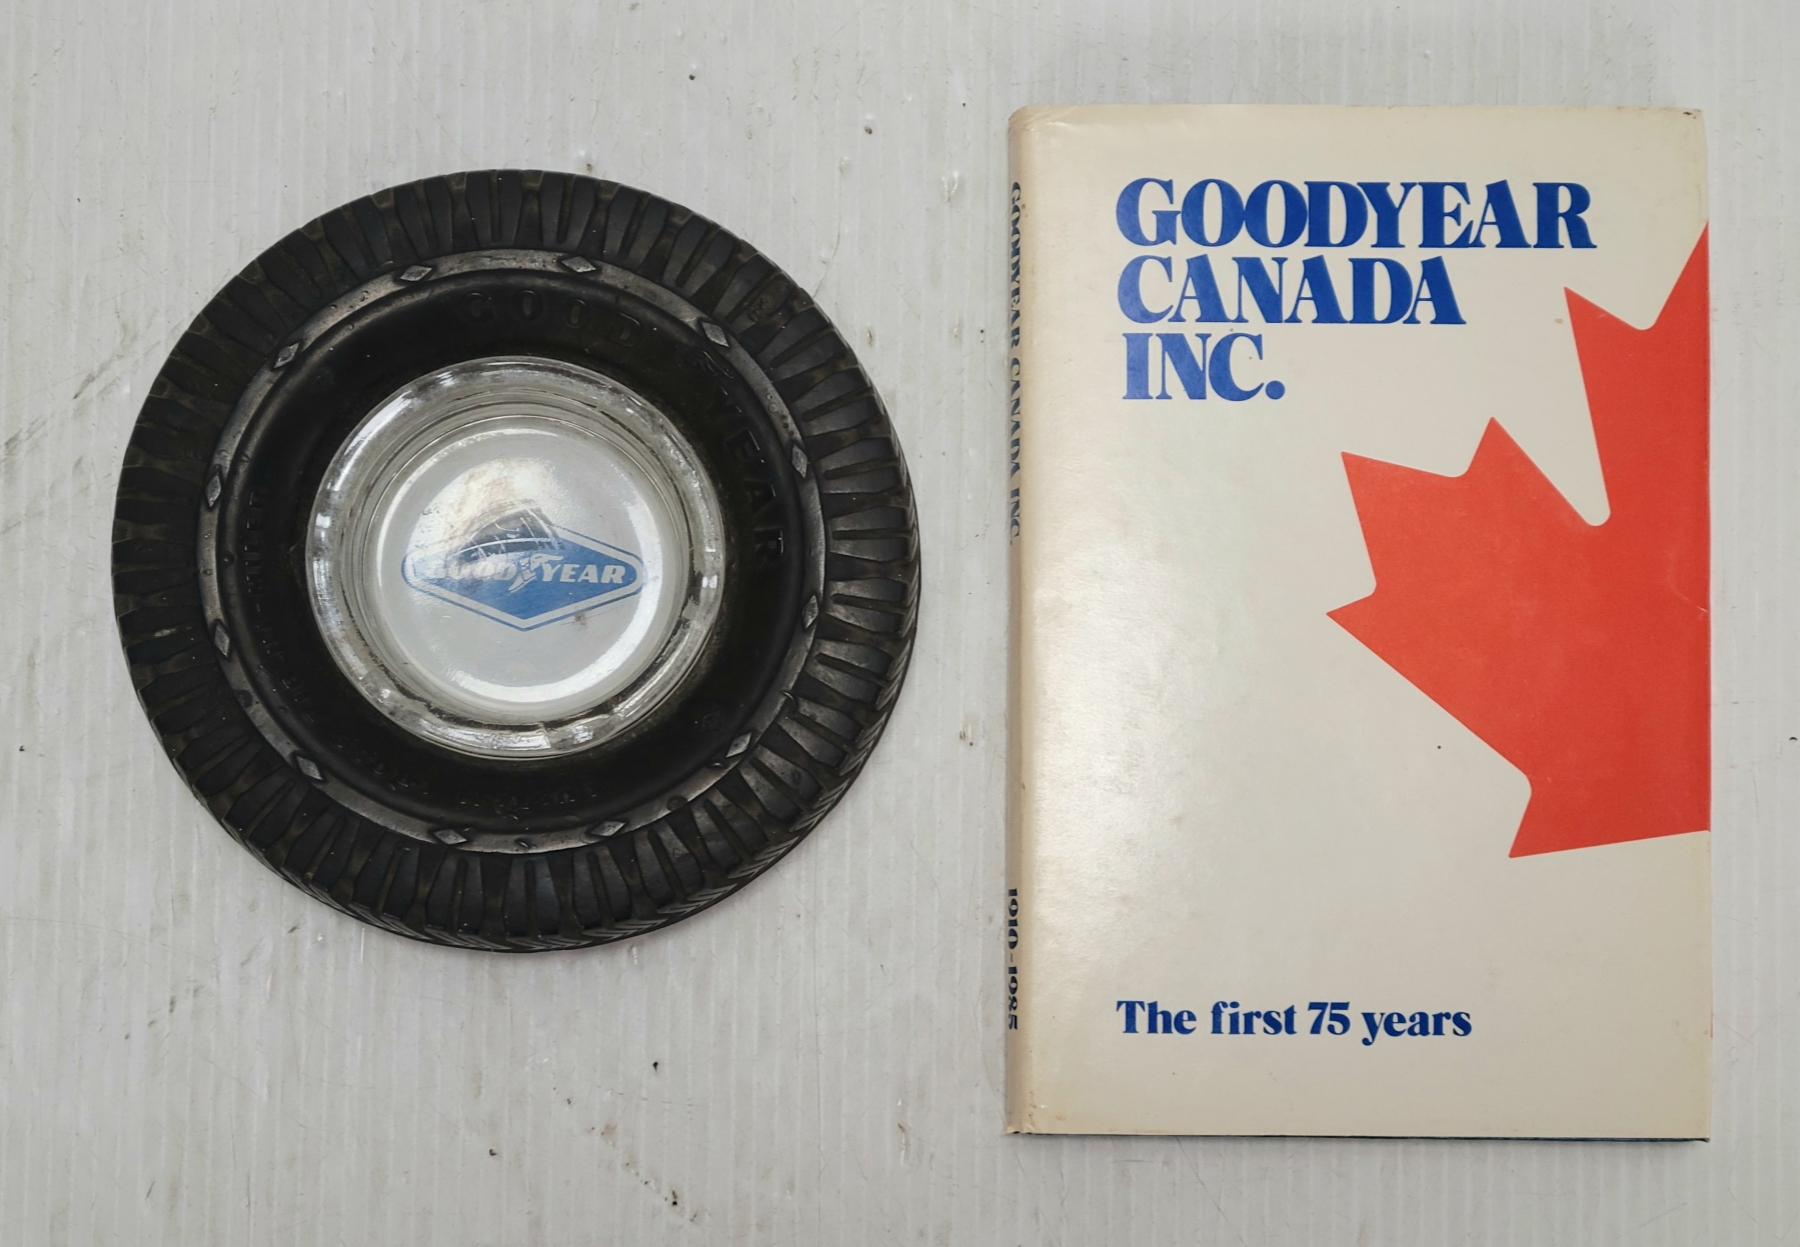 GOOD YEAR
GOODYEAR
GOODYEAR
CANADA
INC.
The first 75 years
GOODYEAR CANADA INC.
1910-1985